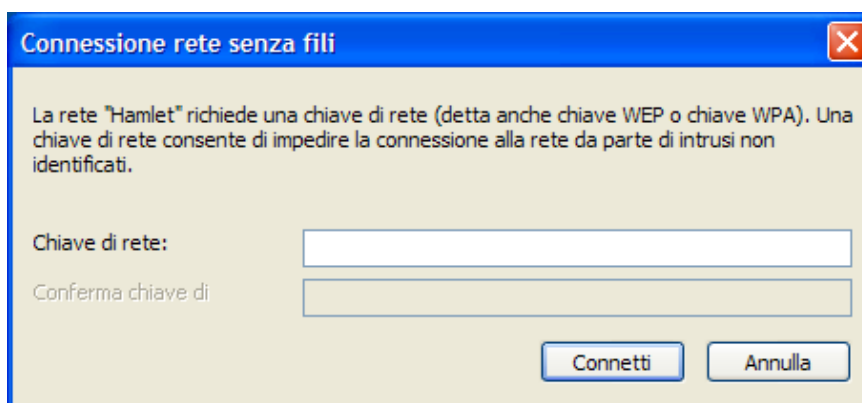 Connessione rete senza fili
La rete "Hamlet" richiede una chiave di rete (detta anche chiave WEP o chiave WPA). Una
chiave di rete consente di impedire la connessione alla rete da parte di intrusi non
identificati.
Chiave di rete:
Conferma chiave di
Connetti Annulla